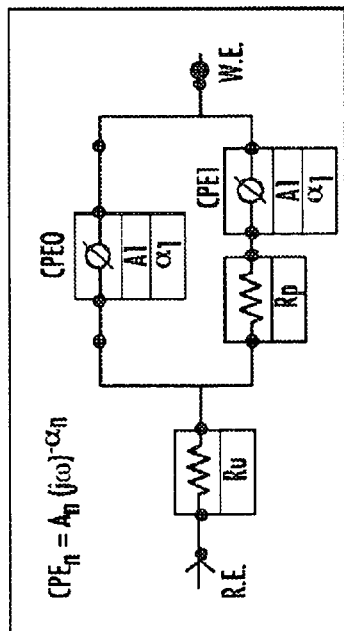 CPEₙ = Aₙ (jω)^-αₙ
CPE0
A1
α1
CPE1
A1
α1
Rp
Ru
R.E.
W.E.